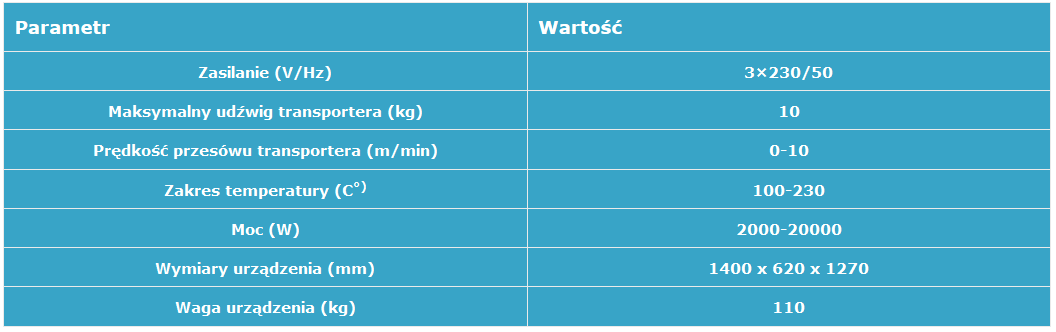 Parametr Wartość
Zasilanie (V/Hz) 3×230/50
Maksymalny udźwig transportera (kg) 10
Prędkość przesówu transportera (m/min) 0-10
Zakres temperatury (C°) 100-230
Moc (W) 2000-20000
Wymiary urządzenia (mm) 1400 x 620 x 1270
Waga urządzenia (kg) 110